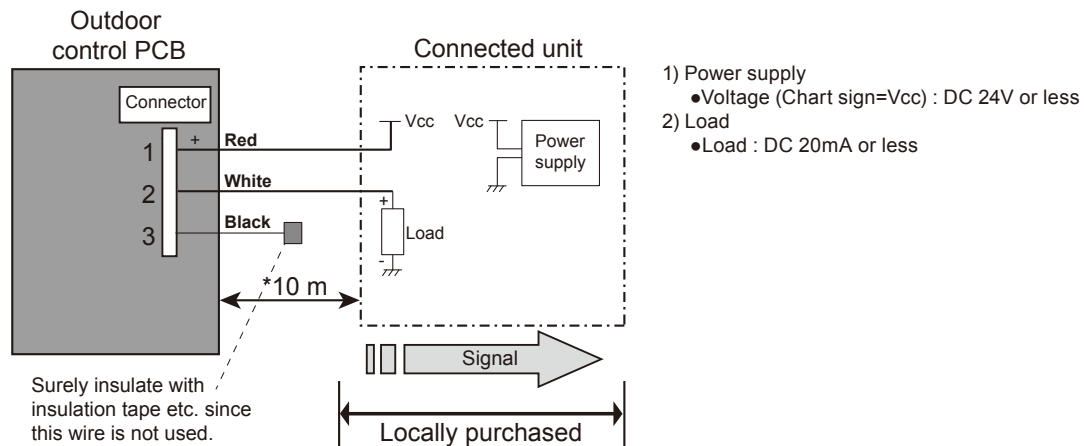 Outdoor
control PCB
Connector
1
+
Red
2
White
3
Black
*10 m
Surely insulate with
insulation tape etc. since
this wire is not used.
Connected unit
Vcc
Vcc
Power
supply
+
Load
-
Signal
Locally purchased
1) Power supply
●Voltage (Chart sign=Vcc) : DC 24V or less
2) Load
●Load : DC 20mA or less